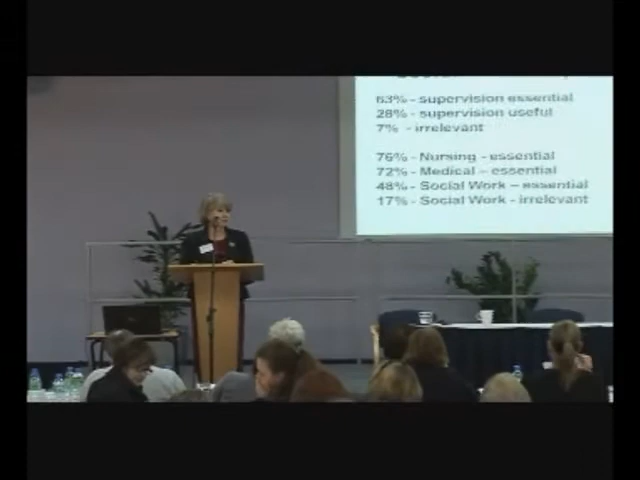 63% - supervision essential
28% - supervision useful
7% - irrelevant
76% - Nursing - essential
72% - Medical – essential
48% - Social Work – essential
17% - Social Work - irrelevant